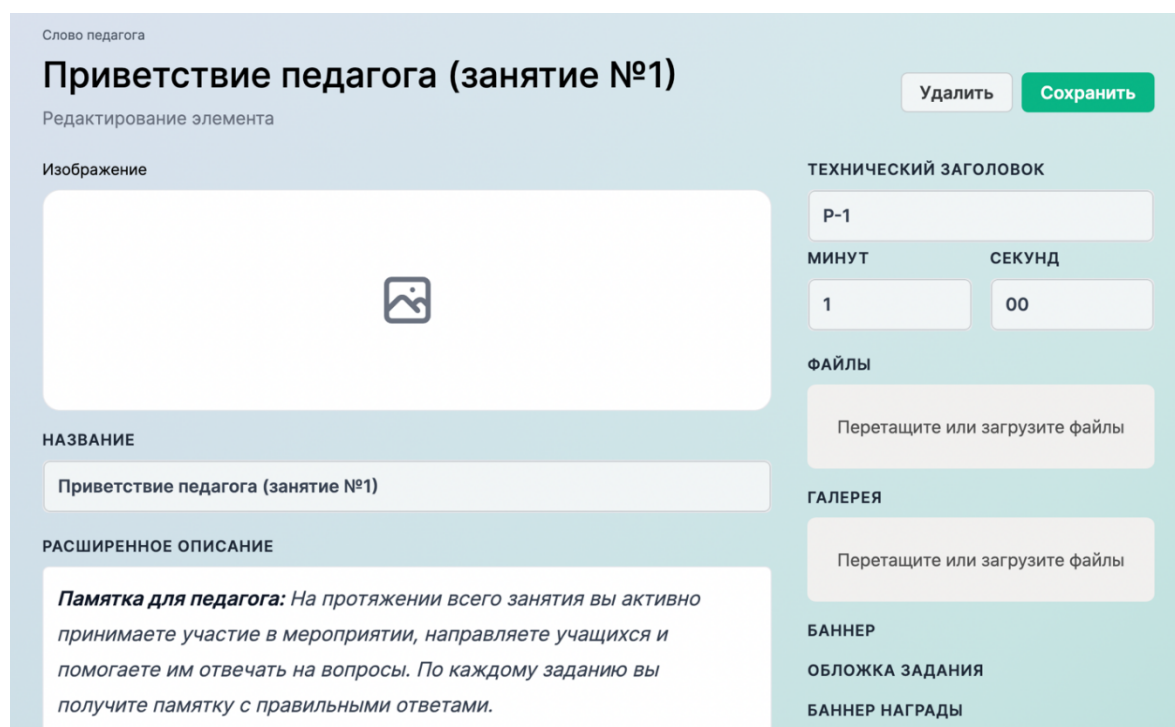 Слово педагога
Приветствие педагога (занятие №1)
Редактирование элемента
Удалить
Сохранить
Изображение
НАЗВАНИЕ
Приветствие педагога (занятие №1)
РАСШИРЕННОЕ ОПИСАНИЕ
Памятка для педагога: На протяжении всего занятия вы активно
принимаете участие в мероприятии, направляете учащихся и
помогаете им отвечать на вопросы. По каждому заданию вы
получите памятку с правильными ответами.
ТЕХНИЧЕСКИЙ ЗАГОЛОВОК
P-1
МИНУТ
СЕКУНД
1
00
ФАЙЛЫ
Перетащите или загрузите файлы
ГАЛЕРЕЯ
Перетащите или загрузите файлы
БАННЕР
ОБЛОЖКА ЗАДАНИЯ
БАННЕР НАГРАДЫ